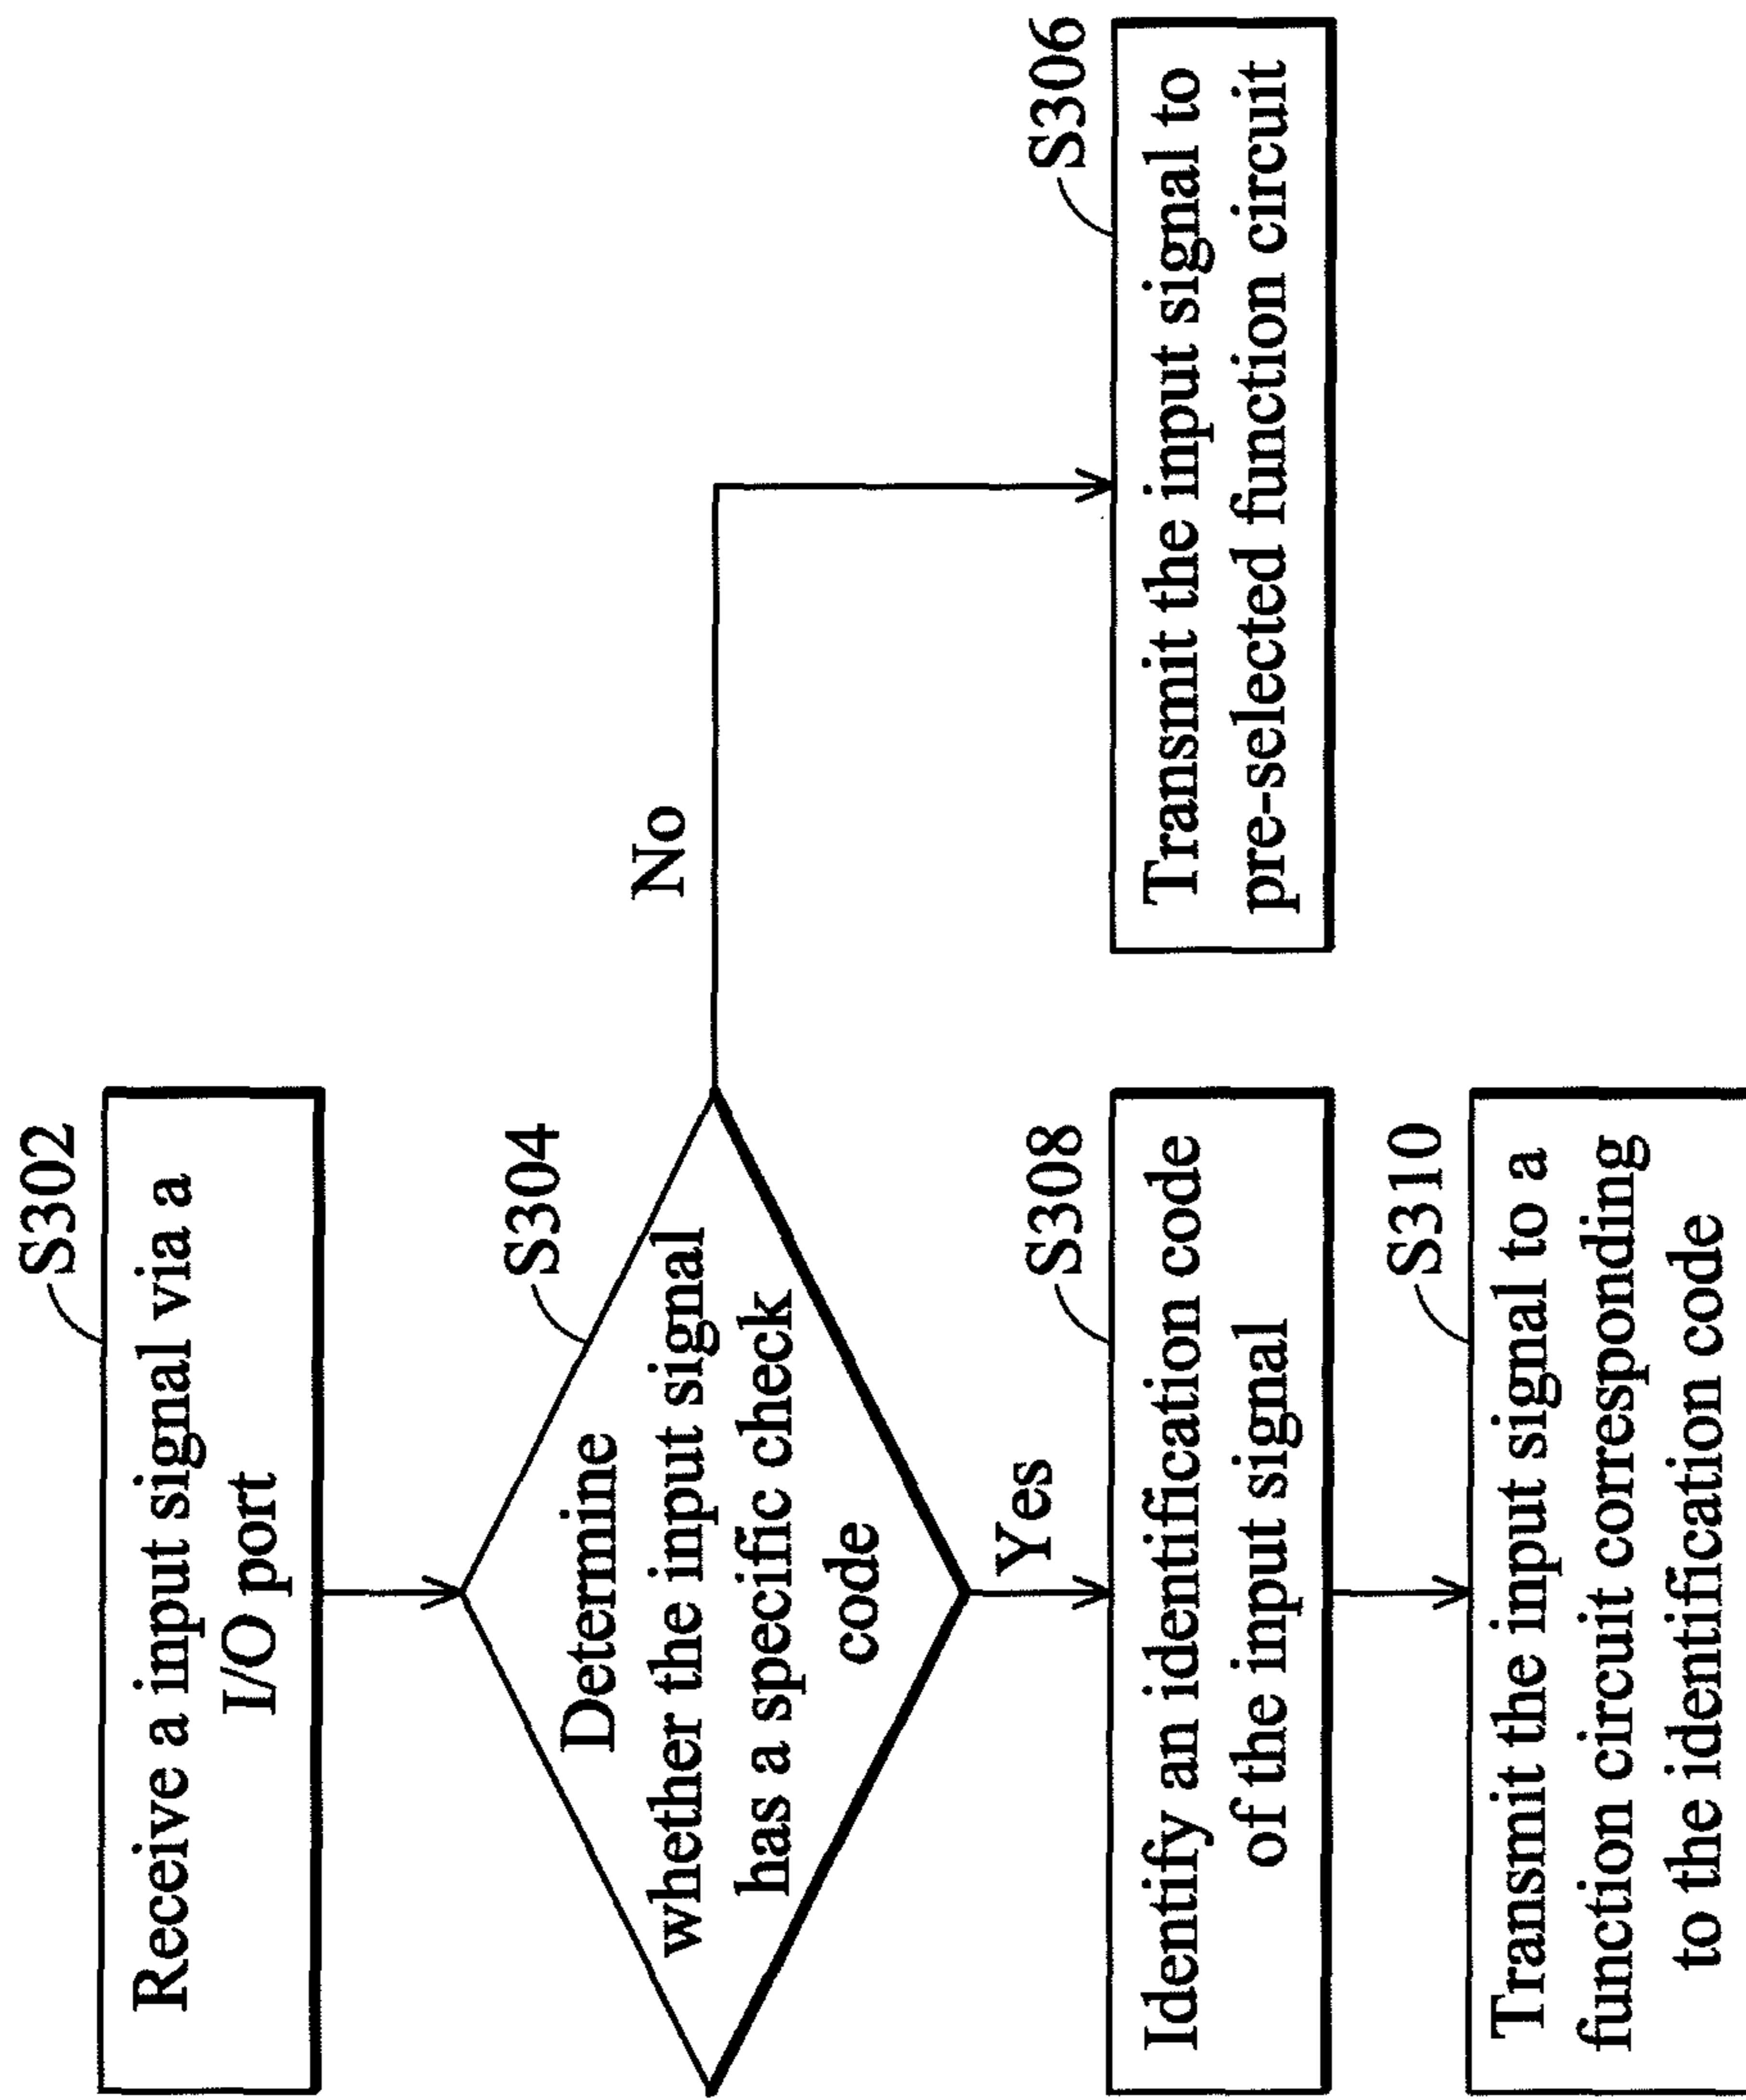 S302
Receive a input signal via a
I/O port
S304
Determine
whether the input signal
has a specific check
code
No
Yes
S308
Identify an identification code
of the input signal
S306
Transmit the input signal to
pre-selected function circuit
S310
Transmit the input signal to a
function circuit corresponding
to the identification code